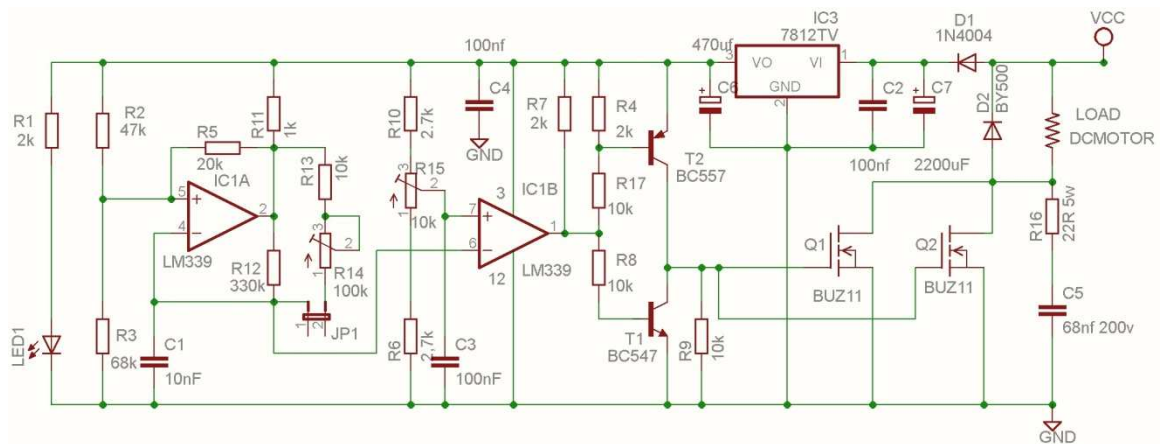 IC3
7812TV
D1
1N4004
VCC
100nf
470uf
3
VO
VI
1
GND
2
C6
+
C2
C7
+
D2
BY500
LOAD
DCMOTOR
100nf
2200uF
R1
2k
R2
47k
R5
20k
R11
1k
R13
10k
IC1A
5
+
4
−
2
LM339
R12
330k
3
2
1
R14
100k
1
2
JP1
R3
68k
C1
10nF
LED1
R10
2.7k
C4
GND
R15
3
2
1
10k
R7
2k
R4
2k
T2
BC557
3
IC1B
7
+
6
−
1
12
LM339
R17
10k
R8
10k
R6
2,7k
C3
100nF
T1
BC547
R9
10k
Q1
BUZ11
Q2
BUZ11
R16
22R 5w
C5
68nf 200v
GND